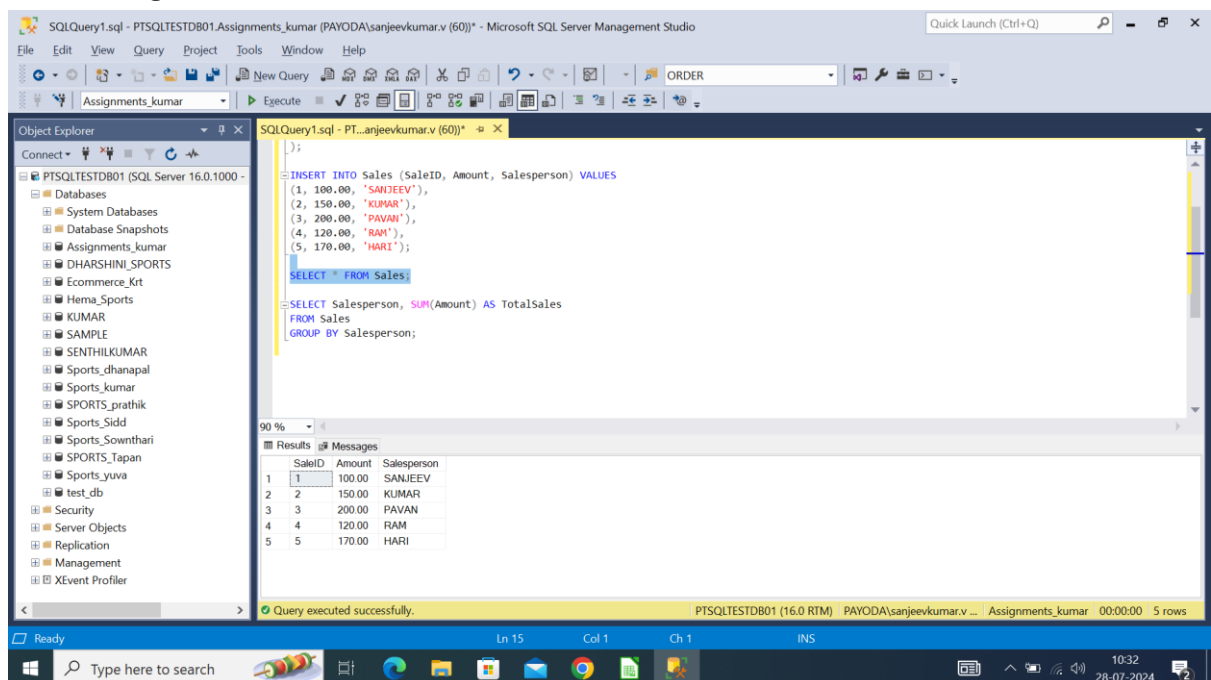 SQLQuery1.sql - PTSQLTESTDB01.Assignments_kumar (PAYODA\sanjeevkumar.v (60))* - Microsoft SQL Server Management Studio
Quick Launch (Ctrl+Q)
File Edit View Query Project Tools Window Help
New Query ORDER
Assignments_kumar Execute
Object Explorer
SQLQuery1.sql - PT...anjeevkumar.v (60))*
Connect
PTSQLTESTDB01 (SQL Server 16.0.1000 -
Databases
System Databases
Database Snapshots
Assignments_kumar
DHARSHINI_SPORTS
Ecommerce_Krt
Hema_Sports
KUMAR
SAMPLE
SENTHILKUMAR
Sports_dhanapal
Sports_kumar
SPORTS_prathik
Sports_Sidd
Sports_Sownthari
SPORTS_Tapan
Sports_yuva
test_db
Security
Server Objects
Replication
Management
XEvent Profiler
);
INSERT INTO Sales (SaleID, Amount, Salesperson) VALUES
(1, 100.00, 'SANJEEV'),
(2, 150.00, 'KUMAR'),
(3, 200.00, 'PAVAN'),
(4, 120.00, 'RAM'),
(5, 170.00, 'HARI');
SELECT * FROM Sales;
SELECT Salesperson, SUM(Amount) AS TotalSales
FROM Sales
GROUP BY Salesperson;
90 %
Results Messages
SaleID Amount Salesperson
1 1 100.00 SANJEEV
2 2 150.00 KUMAR
3 3 200.00 PAVAN
4 4 120.00 RAM
5 5 170.00 HARI
Query executed successfully. PTSQLTESTDB01 (16.0 RTM) PAYODA\sanjeevkumar.v ... Assignments_kumar 00:00:00 5 rows
Ready Ln 15 Col 1 Ch 1 INS
Type here to search
10:32
28-07-2024
2